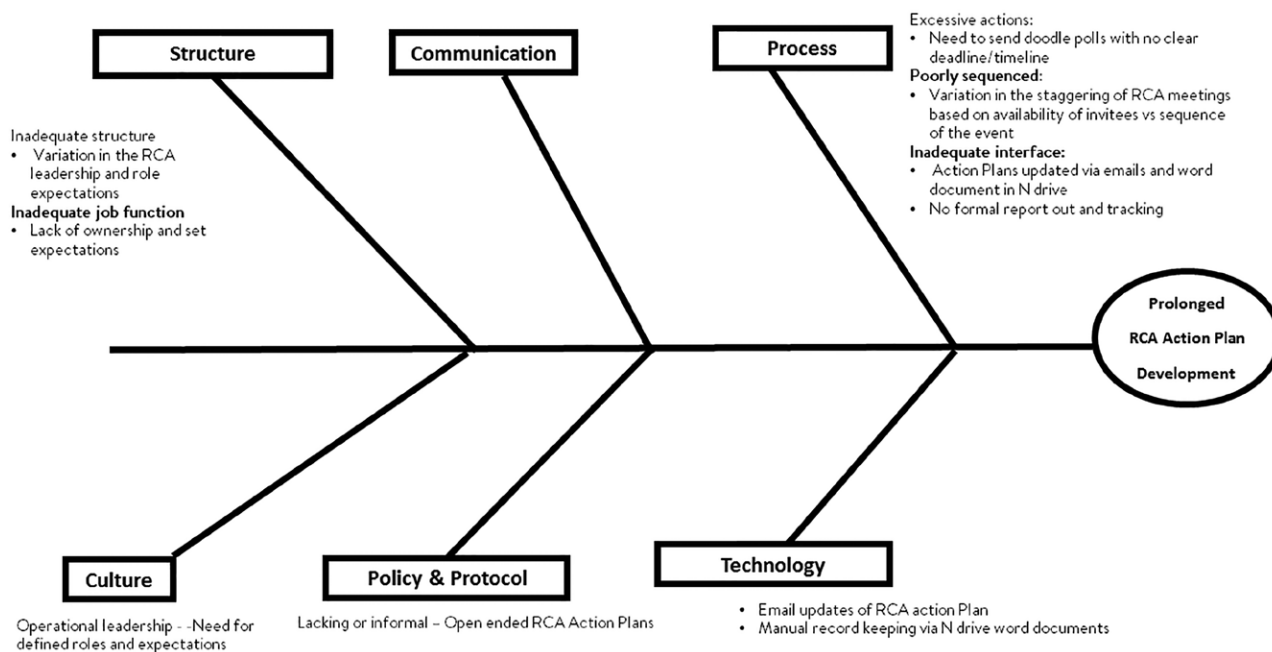 Structure
Communication
Process
Excessive actions:
• Need to send doodle polls with no clear
deadline/timeline
Poorly sequenced:
• Variation in the staggering of RCA meetings
based on availability of invitees vs sequence
of the event
Inadequate interface:
• Action Plans updated via emails and word
document in N drive
• No formal report out and tracking
Inadequate structure
• Variation in the RCA
leadership and role
expectations
Inadequate job function
• Lack of ownership and set
expectations
Prolonged
RCA Action Plan
Development
Culture
Policy & Protocol
Technology
Operational leadership - -Need for
defined roles and expectations
Lacking or informal – Open ended RCA Action Plans
• Email updates of RCA action Plan
• Manual record keeping via N drive word documents